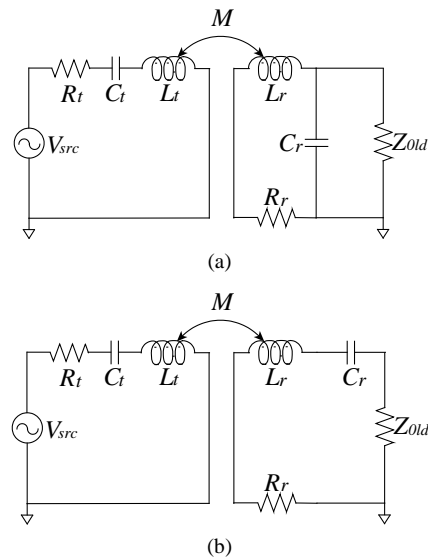 M
Rt Ct Lt Lr
Vsrc Cr Z0ld
Rr
(a)
M
Rt Ct Lt Lr Cr
Vsrc Z0ld
Rr
(b)